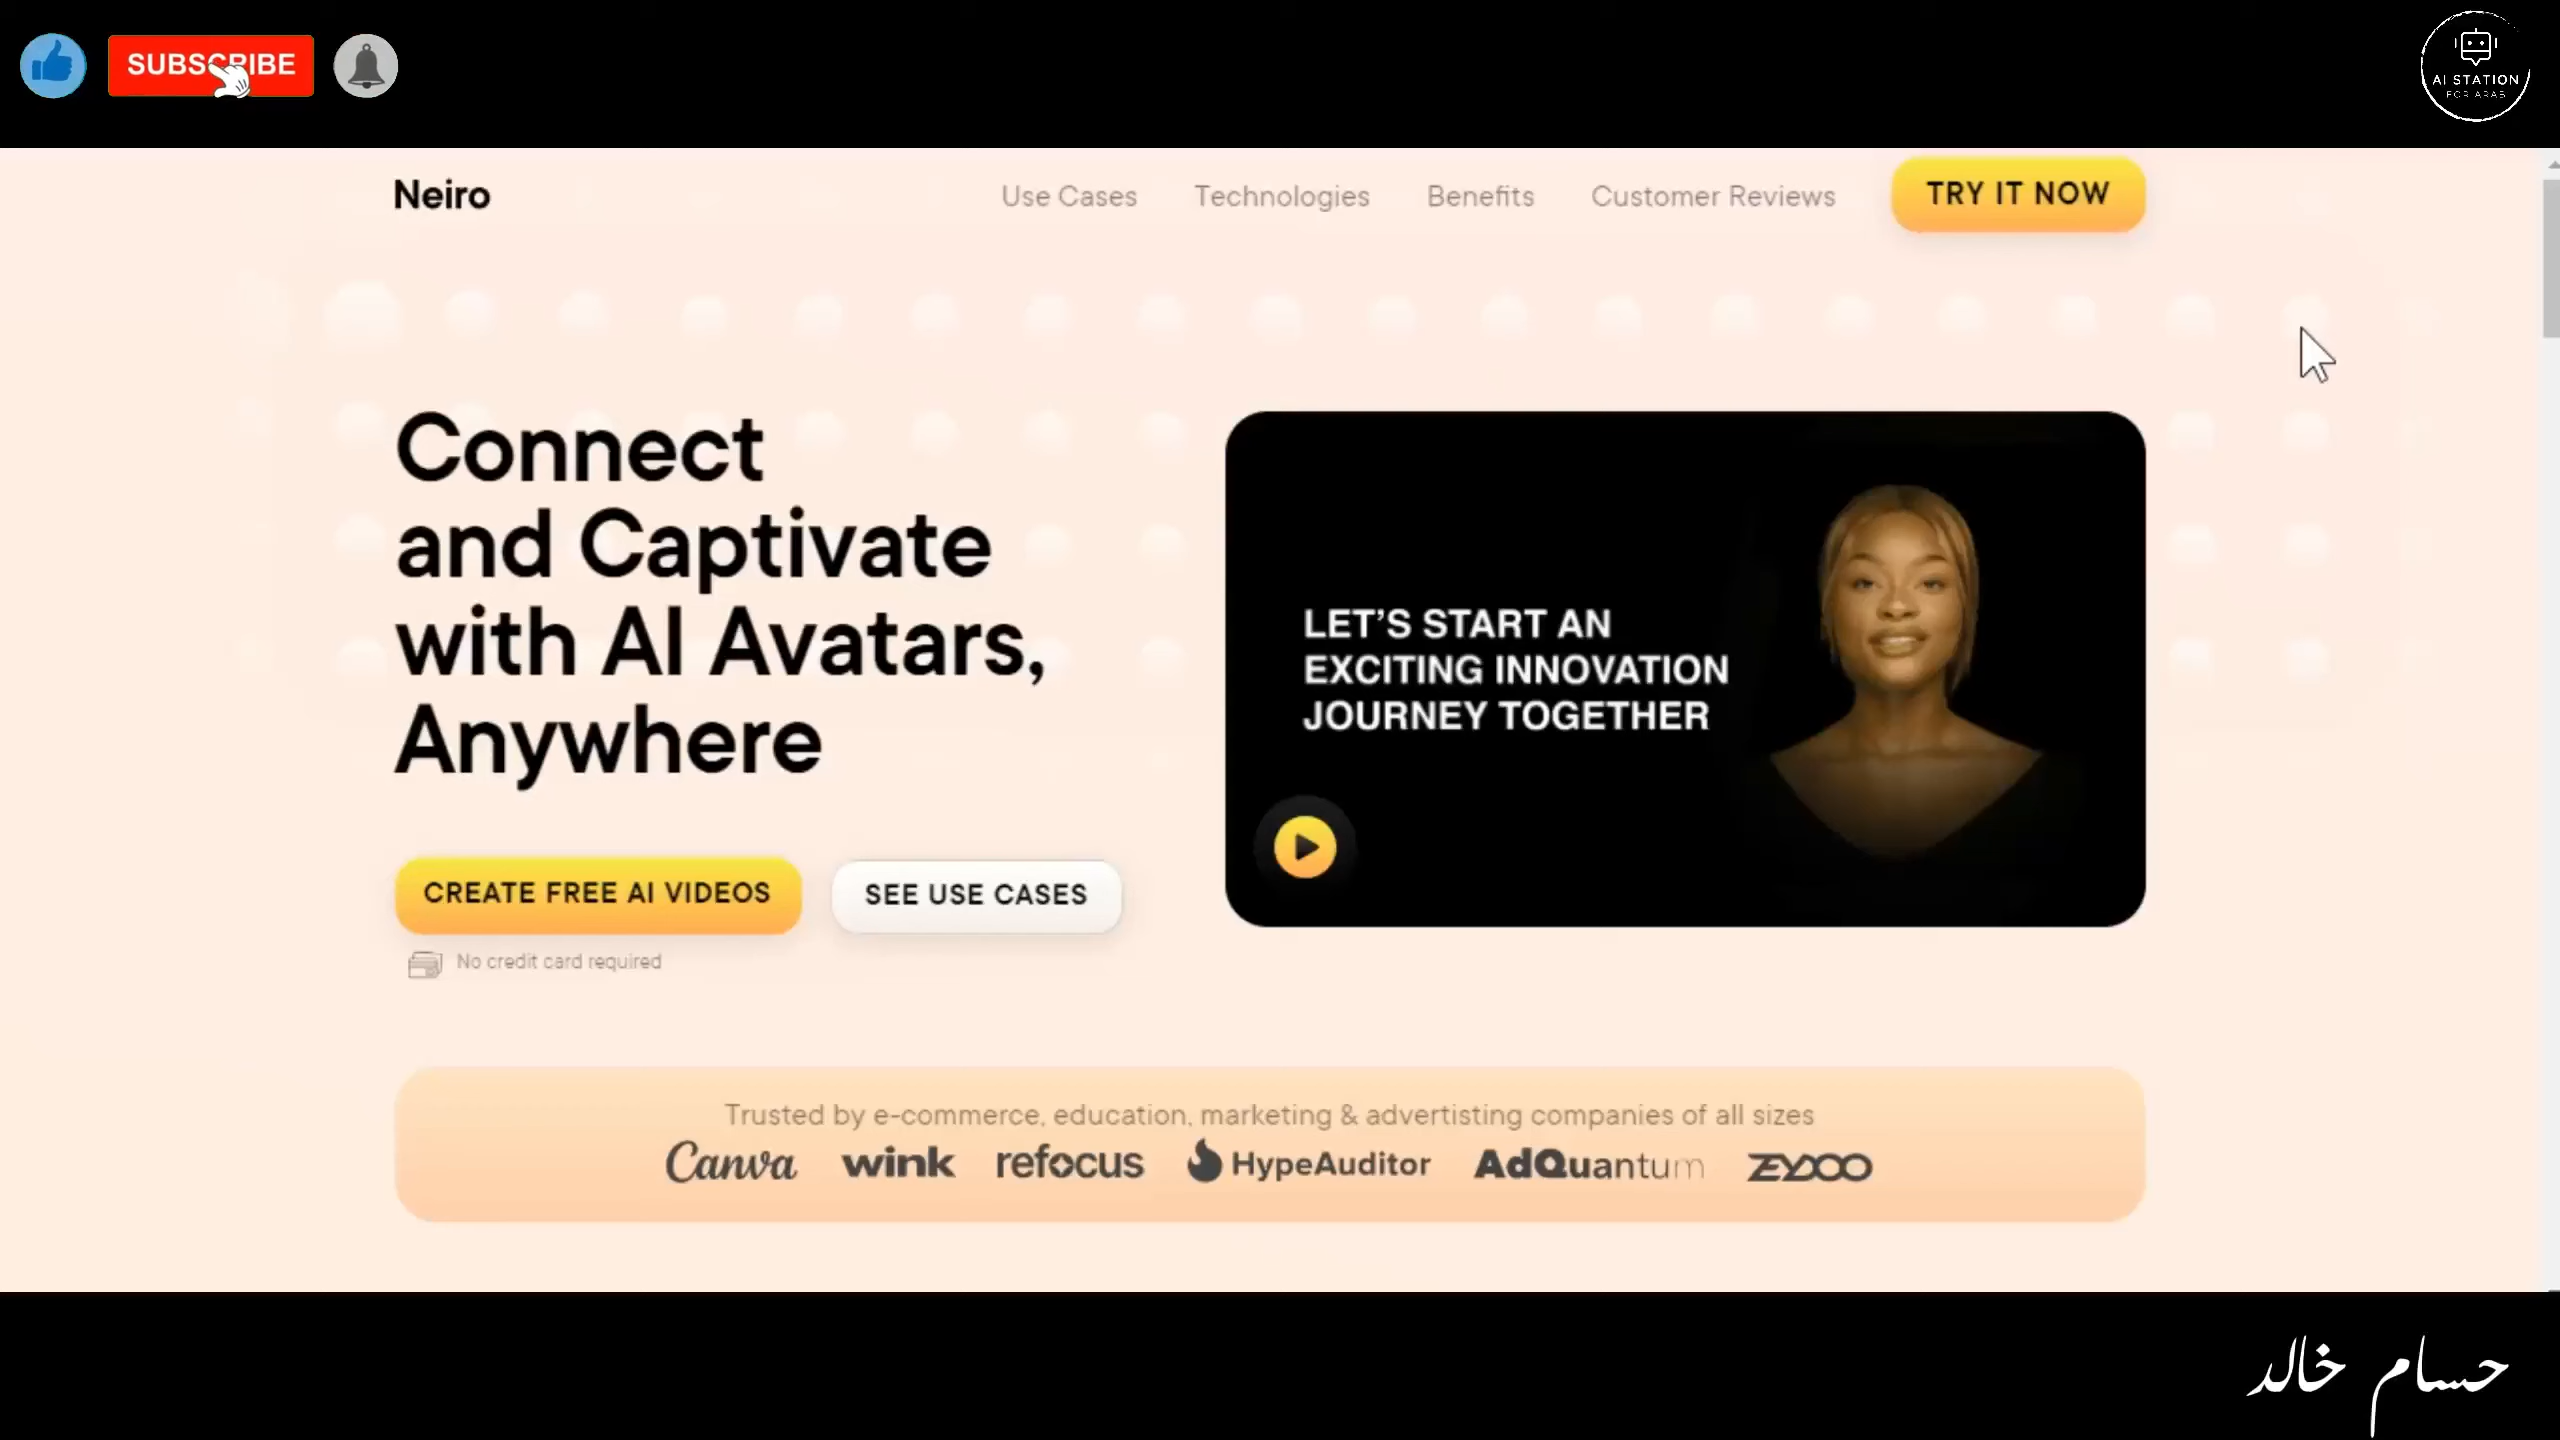 SUBSCRIBE
AI STATION
FOR ARAB
Neiro
Use Cases
Technologies
Benefits
Customer Reviews
TRY IT NOW
Connect
and Captivate
with AI Avatars,
Anywhere
LET'S START AN
EXCITING INNOVATION
JOURNEY TOGETHER
CREATE FREE AI VIDEOS
SEE USE CASES
No credit card required
Trusted by e-commerce, education, marketing & advertisting companies of all sizes
Canva
wink
refocus
HypeAuditor
AdQuantum
ZYDOO
حسام خالد